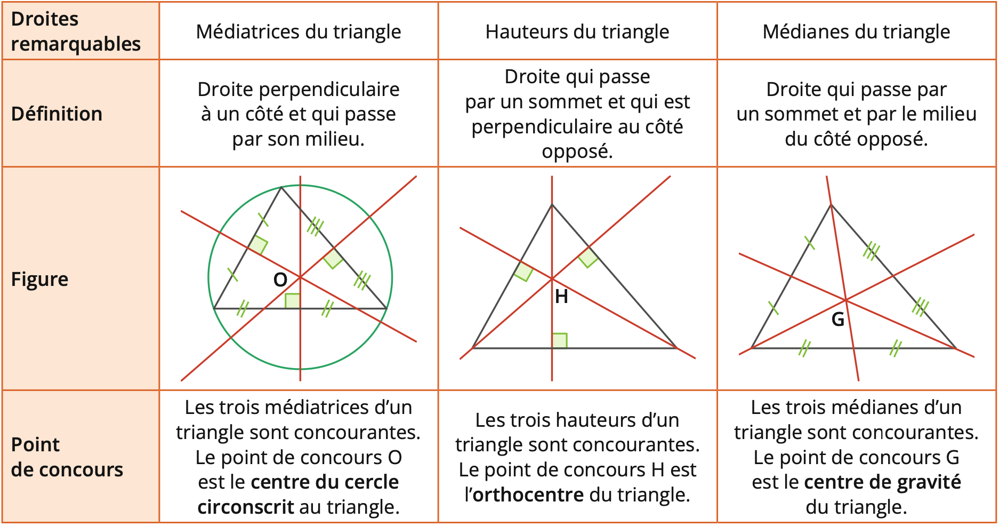 Droites
remarquables
Médiatrices du triangle
Hauteurs du triangle
Médianes du triangle
Définition
Droite perpendiculaire
à un côté et qui passe
par son milieu.
Droite qui passe
par un sommet et qui est
perpendiculaire au côté
opposé.
Droite qui passe par
un sommet et par le milieu
du côté opposé.
Figure
O
H
G
Point
de concours
Les trois médiatrices d’un
triangle sont concourantes.
Le point de concours O
est le centre du cercle
circonscrit au triangle.
Les trois hauteurs d’un
triangle sont concourantes.
Le point de concours H est
l’orthocentre du triangle.
Les trois médianes d’un
triangle sont concourantes.
Le point de concours G
est le centre de gravité
du triangle.